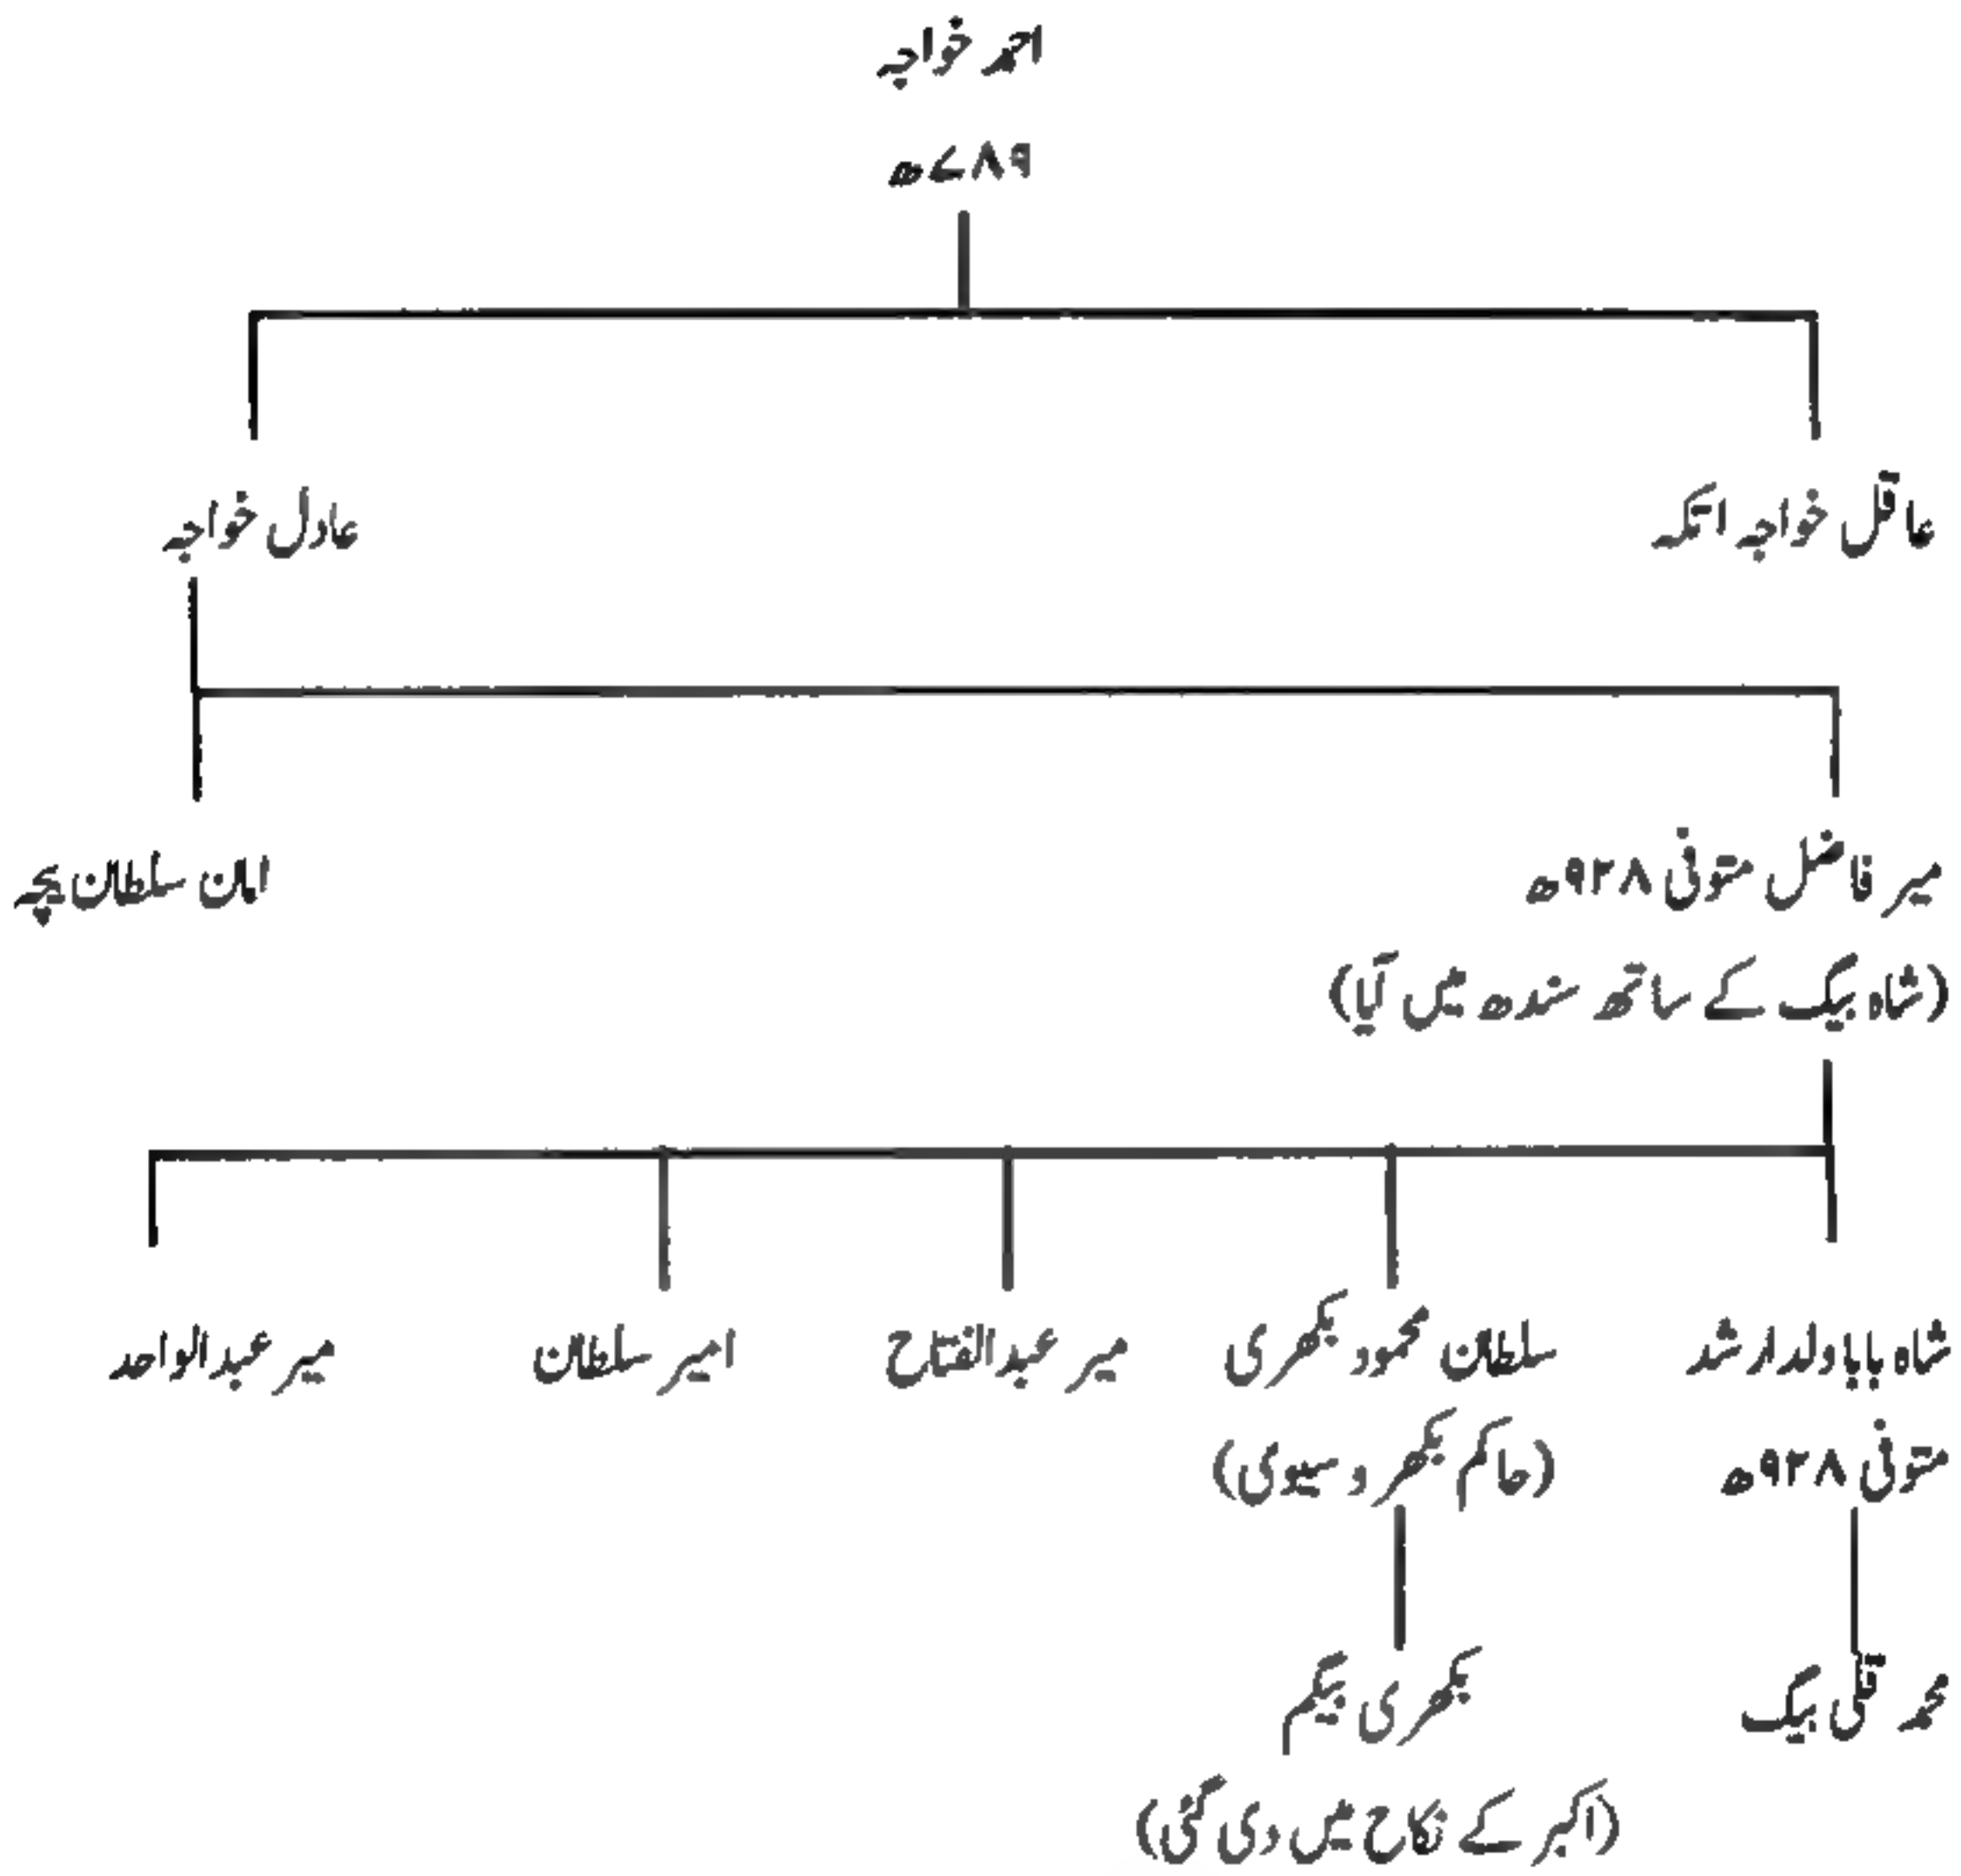 احمد خواجہ
۷۸۹ھ
عاقل خواجہ اتکہ
عادل خواجہ
میر فاضل متوفی ۹۲۸ھ
امان سلطان پچہ
(شاہ بیگ کے ساتھ سندھ میں آیا)
شاہ بابا ولد ارشد
سلطان محمود بکھری
میر عبدالفتاح
امیر سلطان
میر عبدالواحد
متوفی ۹۲۸ھ
(حاکم بکھر و سیوی)
محمد قلی بیگ
بکھری بیگم
(اکبر کے نکاح میں دی گئی)